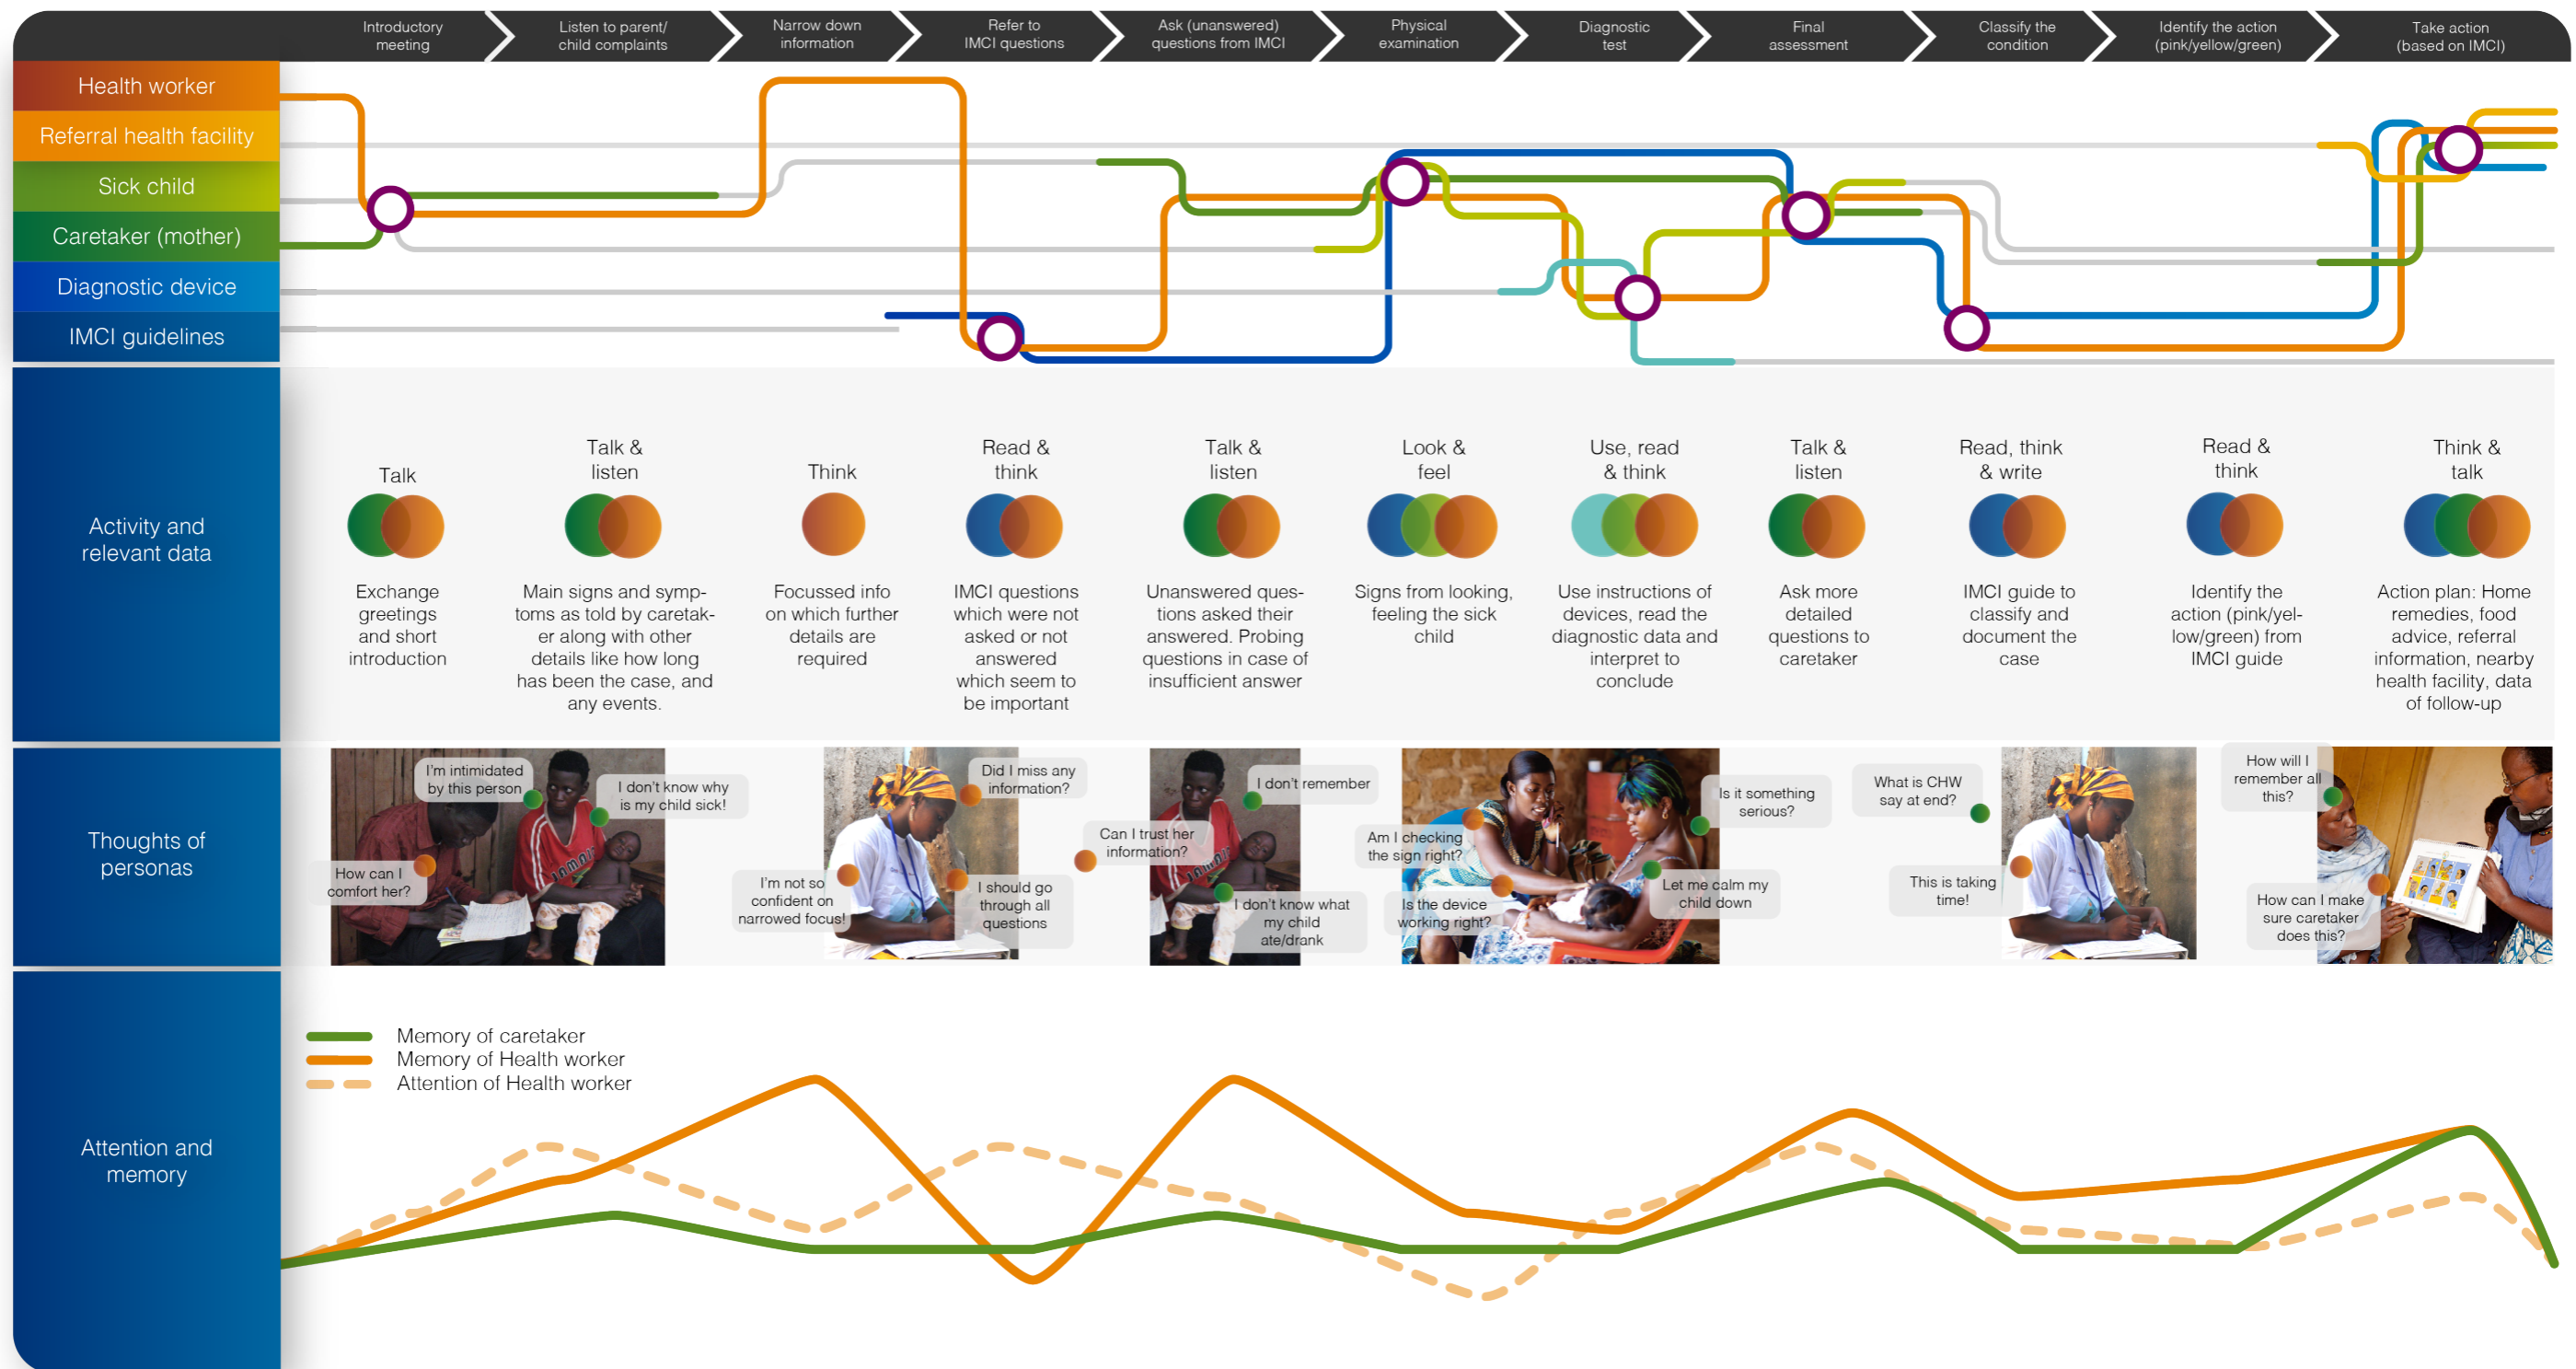 Introductory
meeting
Listen to parent/
child complaints
Narrow down
information
Refer to
IMCI questions
Ask (unanswered)
questions from IMCI
Physical
examination
Diagnostic
test
Final
assessment
Classify the
condition
Identify the action
(pink/yellow/green)
Take action
(based on IMCI)
Health worker
Referral health facility
Sick child
Caretaker (mother)
Diagnostic device
IMCI guidelines
Activity and
relevant data
Talk
Exchange
greetings
and short
introduction
Talk &
listen
Main signs and symp-
toms as told by caretak-
er along with other
details like how long
has been the case, and
any events.
Think
Focussed info
on which further
details are
required
Read &
think
IMCI questions
which were not
asked or not
answered
which seem to
be important
Talk &
listen
Unanswered ques-
tions asked their
answered. Probing
questions in case of
insufficient answer
Look &
feel
Signs from looking,
feeling the sick
child
Use, read
& think
Use instructions of
devices, read the
diagnostic data and
interpret to
conclude
Talk &
listen
Ask more
detailed
questions to
caretaker
Read, think
& write
IMCI guide to
classify and
document the
case
Read &
think
Identify the
action (pink/yel-
low/green) from
IMCI guide
Think &
talk
Action plan: Home
remedies, food
advice, referral
information, nearby
health facility, data
of follow-up
Thoughts of
personas
I'm intimidated
by this person
I don't know why
is my child sick!
How can I
comfort her?
JAMAI
Did I miss any
information?
I'm not so
confident on
narrowed focus!
I should go
through all
questions
Can I trust her
information?
I don't remember
JAMAI
I don't know what
my child
ate/drank
Am I checking
the sign right?
Is the device
working right?
Is it something
serious?
Let me calm my
child down
What is CHW
say at end?
This is taking
time!
How will I
remember all
this?
How can I make
sure caretaker
does this?
Attention and
memory
Memory of caretaker
Memory of Health worker
Attention of Health worker